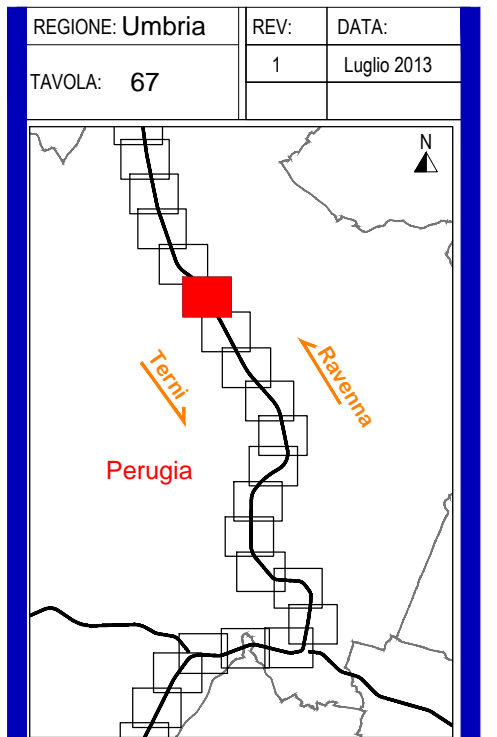 REGIONE: Umbria
REV:
DATA:
TAVOLA: 67
1
Luglio 2013
N
Terni
Ravenna
Perugia